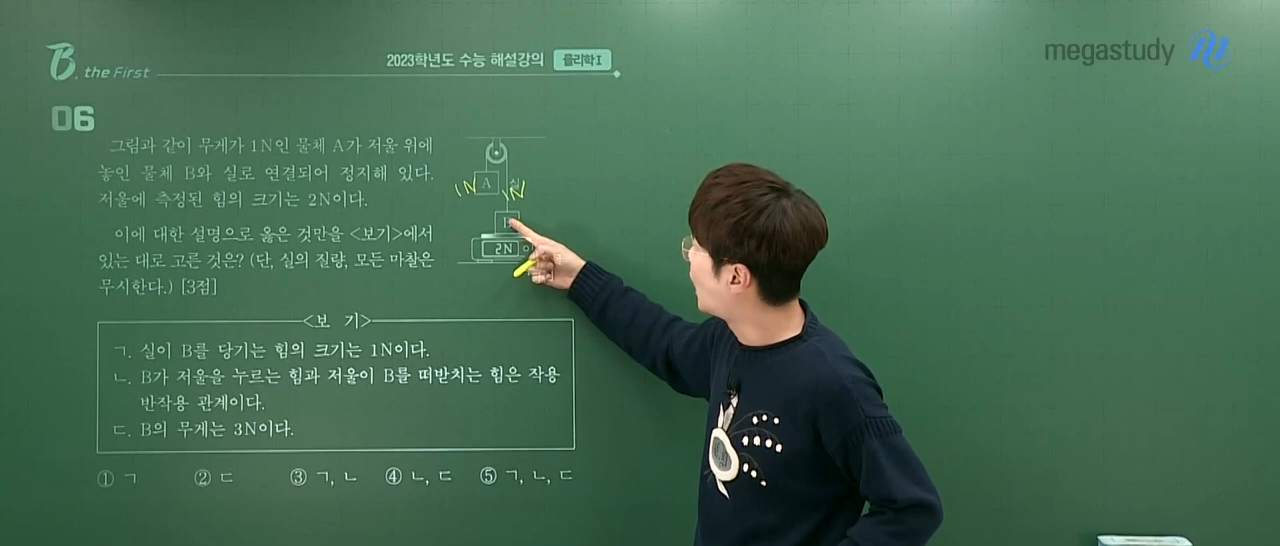 B. the First
2023학년도 수능 해설강의 물리학 I
megastudy
06
그림과 같이 무게가 1N인 물체 A가 저울 위에
놓인 물체 B와 실로 연결되어 정지해 있다.
저울에 측정된 힘의 크기는 2N이다.
이에 대한 설명으로 옳은 것만을 <보기>에서
있는 대로 고른 것은? (단, 실의 질량, 모든 마찰은
무시한다.) [3점]
1N A 실
1N
2N
<보 기>
ㄱ. 실이 B를 당기는 힘의 크기는 1N이다.
ㄴ. B가 저울을 누르는 힘과 저울이 B를 떠받치는 힘은 작용
반작용 관계이다.
ㄷ. B의 무게는 3N이다.
① ㄱ ② ㄷ ③ ㄱ, ㄴ ④ ㄴ, ㄷ ⑤ ㄱ, ㄴ, ㄷ